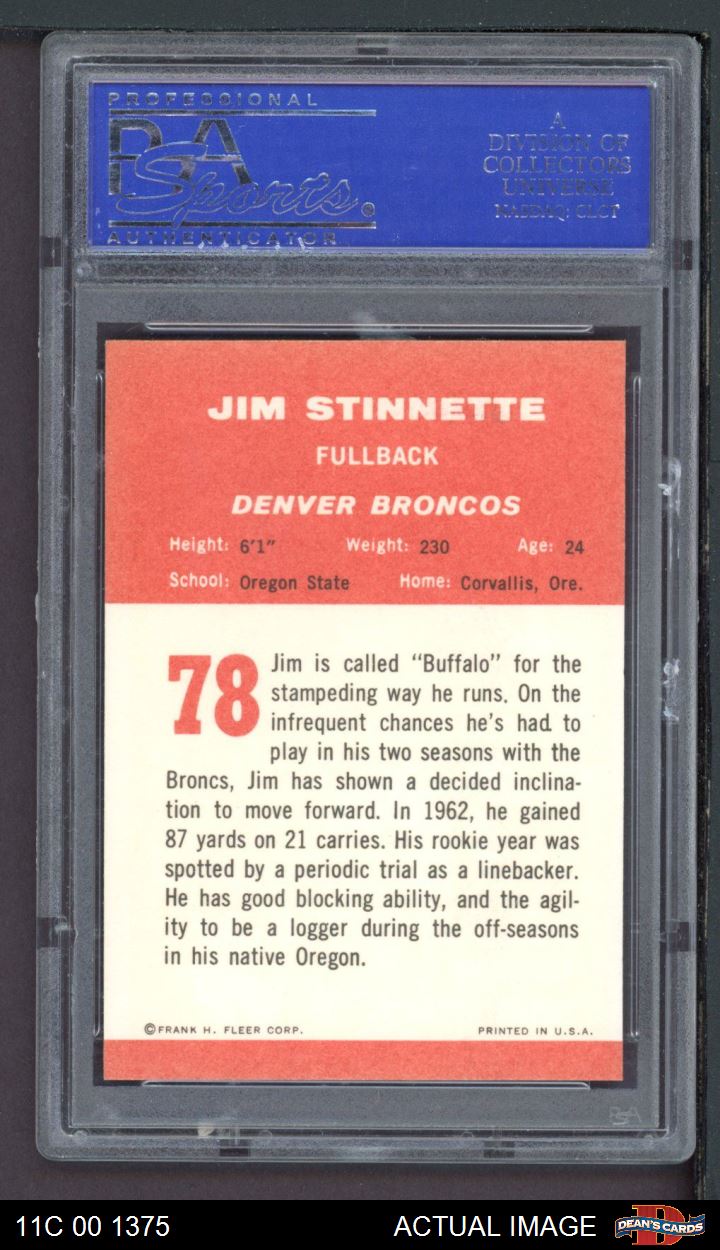 PROFESSIONAL
PSA
Sports®
AUTHENTICATOR
A
DIVISION OF
COLLECTORS
UNIVERSE
NASDAQ: CLCT
JIM STINNETTE
FULLBACK
DENVER BRONCOS
Height: 6'1" Weight: 230 Age: 24
School: Oregon State Home: Corvallis, Ore.
78 Jim is called "Buffalo" for the
stampeding way he runs. On the
infrequent chances he's had to
play in his two seasons with the
Broncs, Jim has shown a decided inclina-
tion to move forward. In 1962, he gained
87 yards on 21 carries. His rookie year was
spotted by a periodic trial as a linebacker.
He has good blocking ability, and the agil-
ity to be a logger during the off-seasons
in his native Oregon.
©FRANK H. FLEER CORP. PRINTED IN U.S.A.
PSA
11C 00 1375 ACTUAL IMAGE DEAN'S CARDS